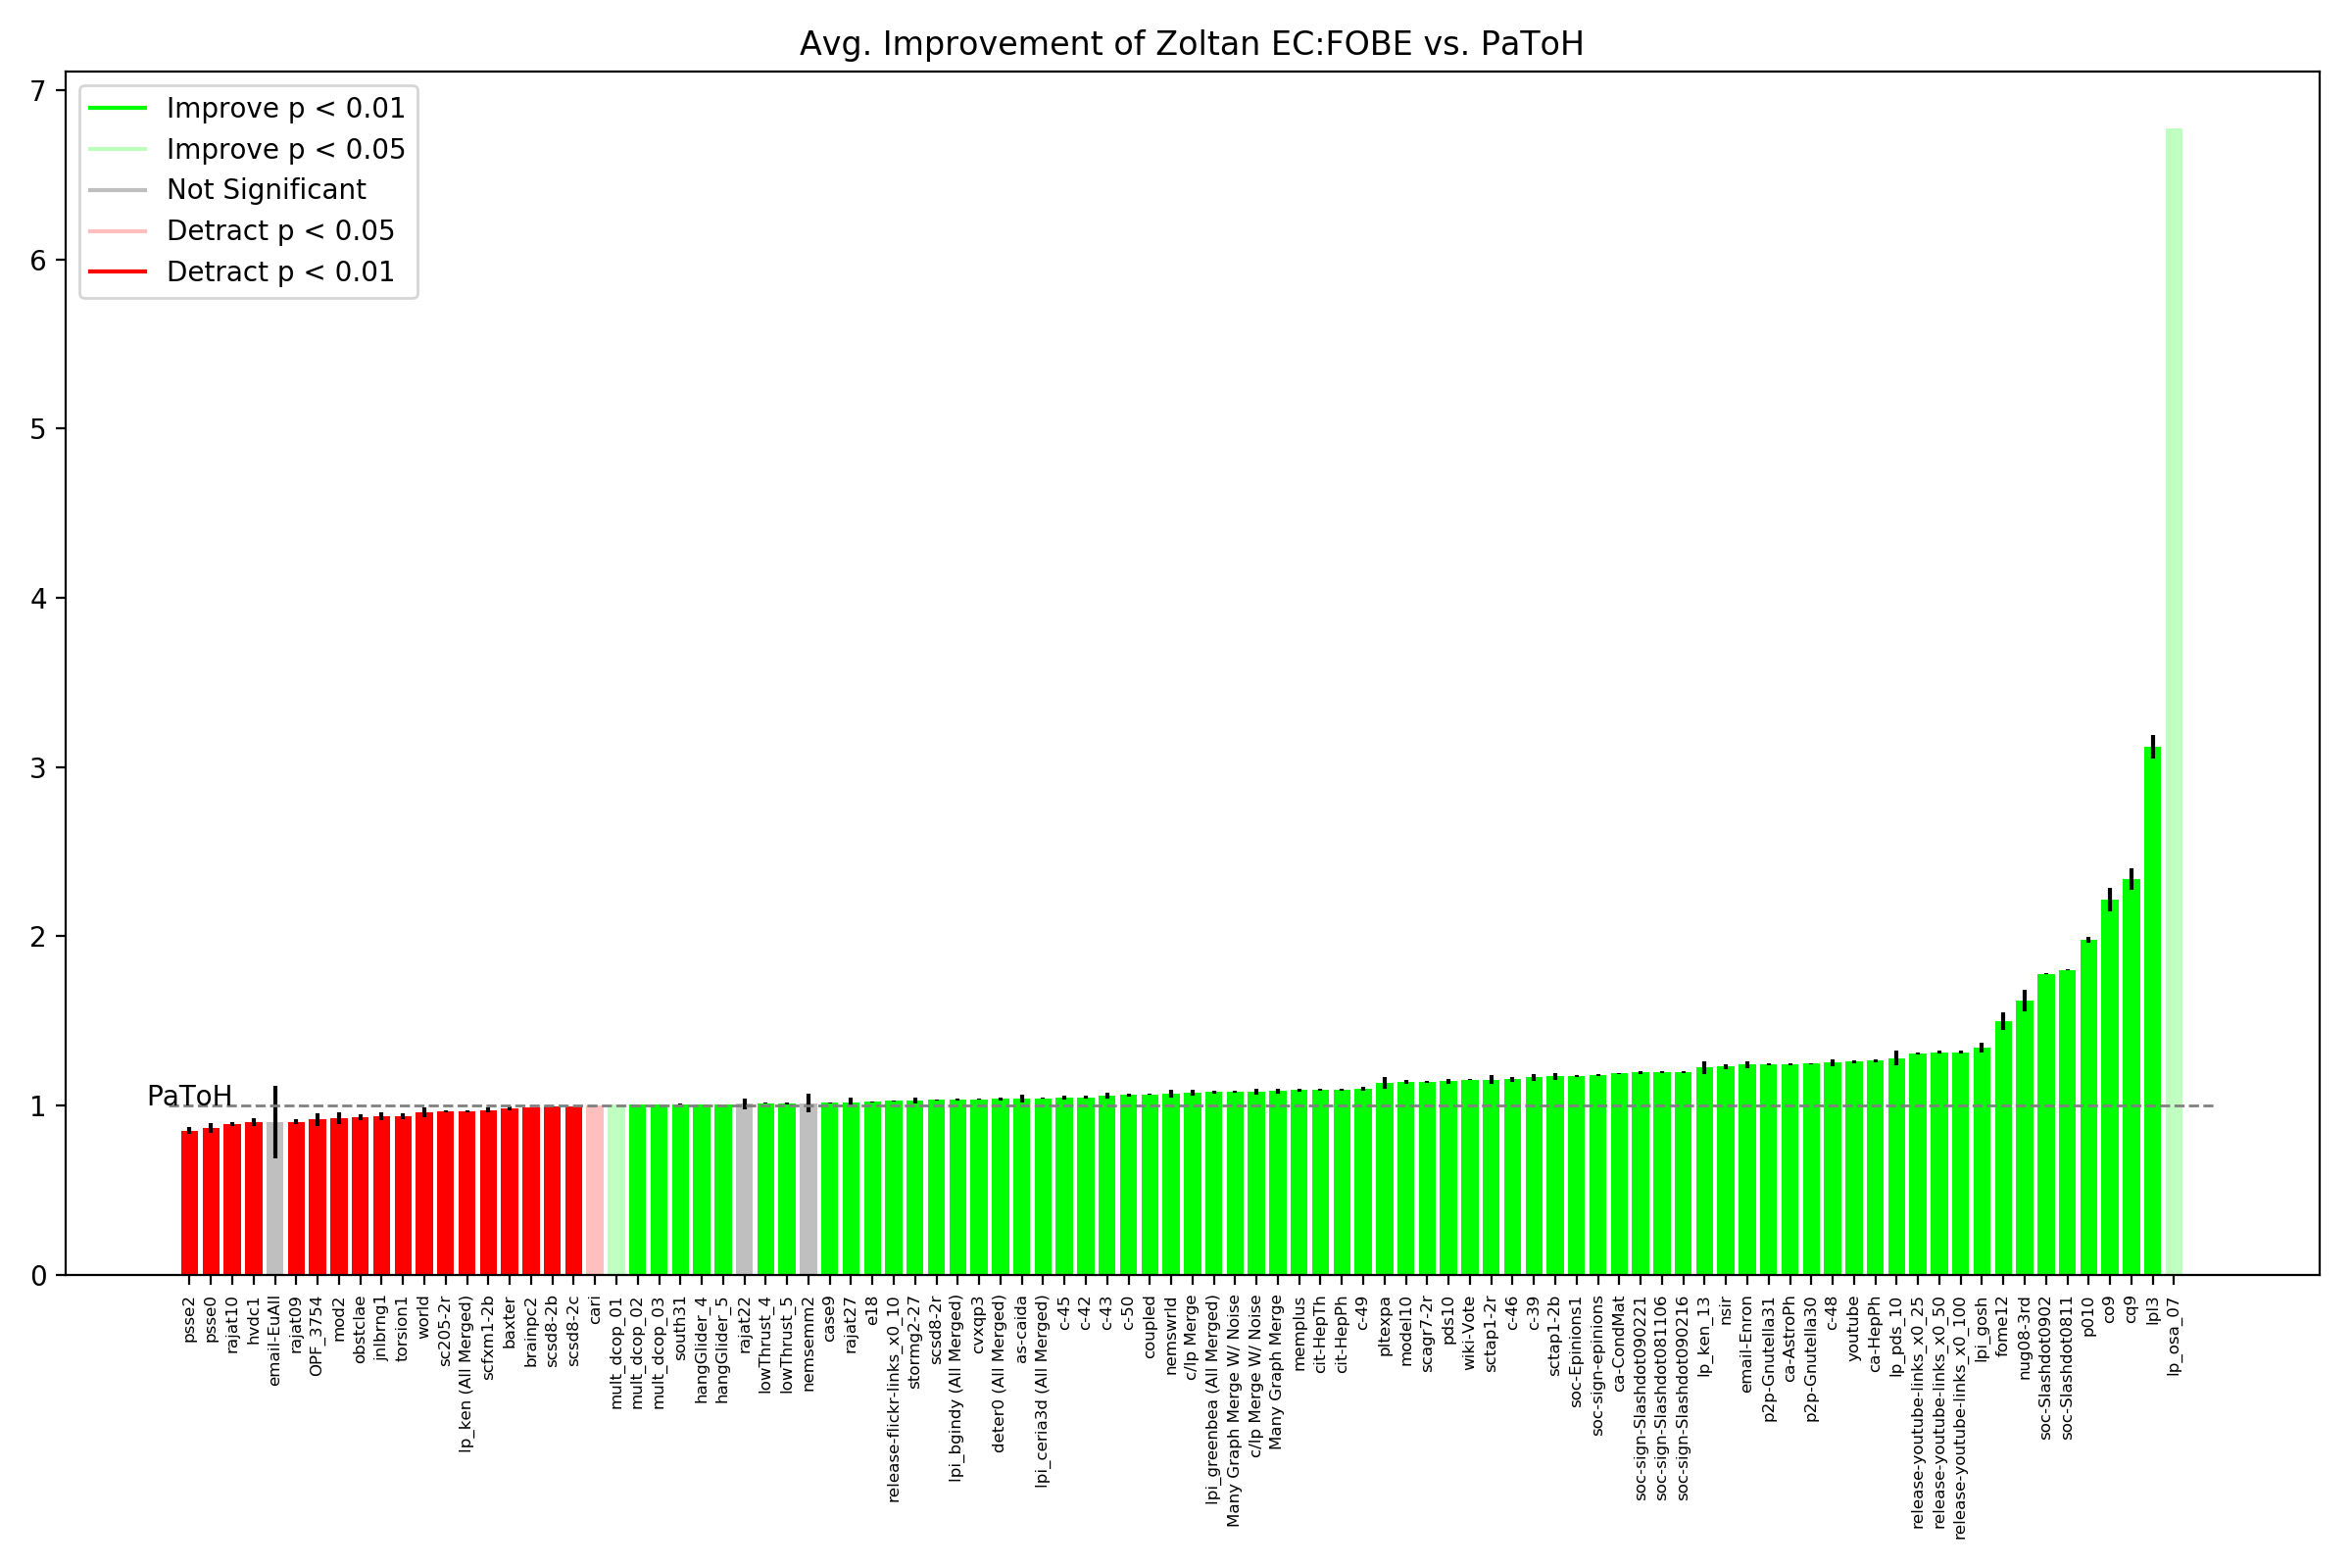 Avg. Improvement of Zoltan EC:FOBE vs. PaToH
7
6
5
4
3
2
1
0
Improve p < 0.01
Improve p < 0.05
Not Significant
Detract p < 0.05
Detract p < 0.01
PaToH
psse2
psse0
rajat10
hvdc1
email-EuAll
rajat09
OPF_3754
mod2
obstclae
jnlbrng1
torsion1
world
sc205-2r
lp_ken (All Merged)
scfxm1-2b
baxter
brainpc2
scsd8-2b
scsd8-2c
cari
mult_dcop_01
mult_dcop_02
mult_dcop_03
south31
hangGlider_4
hangGlider_5
rajat22
lowThrust_4
lowThrust_5
nemsemm2
case9
rajat27
e18
release-flickr-links_x0_10
stormg2-27
scsd8-2r
lpi_bgindy (All Merged)
cvxqp3
deter0 (All Merged)
as-caida
lpi_ceria3d (All Merged)
c-45
c-42
c-43
c-50
coupled
nemswrld
c/lp Merge
lpi_greenbea (All Merged)
Many Graph Merge W/ Noise
c/lp Merge W/ Noise
Many Graph Merge
memplus
cit-HepTh
cit-HepPh
c-49
pltexpa
model10
scagr7-2r
pds10
wiki-Vote
sctap1-2r
c-46
c-39
sctap1-2b
soc-Epinions1
soc-sign-epinions
ca-CondMat
soc-sign-Slashdot090221
soc-sign-Slashdot081106
soc-sign-Slashdot090216
lp_ken_13
nsir
email-Enron
p2p-Gnutella31
ca-AstroPh
p2p-Gnutella30
c-48
youtube
ca-HepPh
lp_pds_10
release-youtube-links_x0_25
release-youtube-links_x0_50
release-youtube-links_x0_100
lpi_gosh
fome12
nug08-3rd
soc-Slashdot0902
soc-Slashdot0811
p010
co9
cq9
lpl3
lp_osa_07